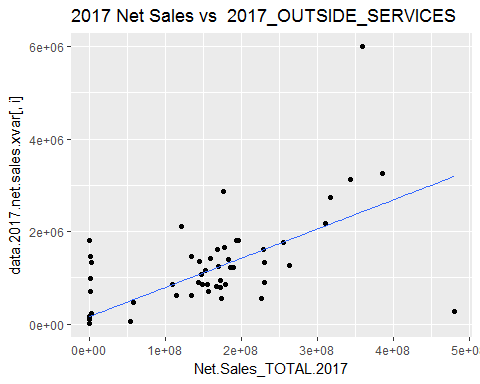 2017 Net Sales vs  2017_OUTSIDE_SERVICES
data.2017.net.sales.xvar[, i]
6e+06
4e+06
2e+06
0e+00
0e+00 1e+08 2e+08 3e+08 4e+08 5e+08
Net.Sales_TOTAL.2017